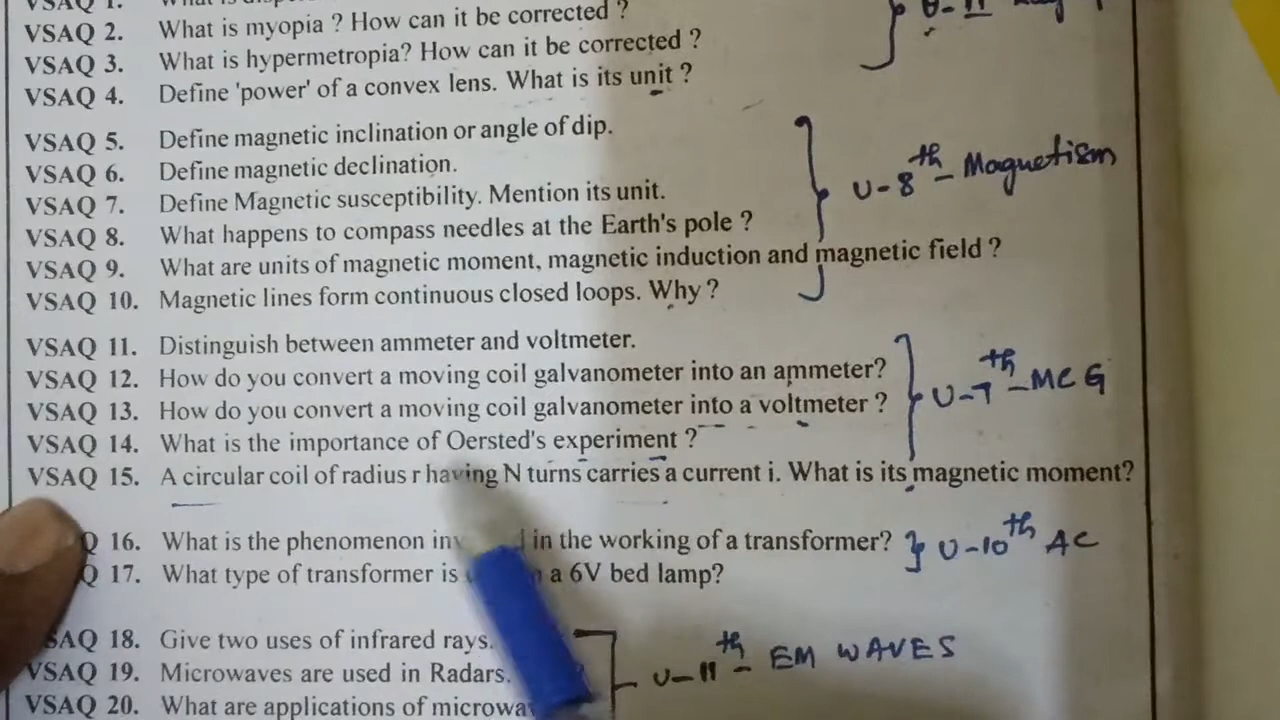 VSAQ 1. What is
VSAQ 2. What is myopia ? How can it be corrected ?
VSAQ 3. What is hypermetropia? How can it be corrected ?
VSAQ 4. Define 'power' of a convex lens. What is its unit ?
VSAQ 5. Define magnetic inclination or angle of dip.
VSAQ 6. Define magnetic declination.
VSAQ 7. Define Magnetic susceptibility. Mention its unit.
U-8th - Magnetism
VSAQ 8. What happens to compass needles at the Earth's pole ?
VSAQ 9. What are units of magnetic moment, magnetic induction and magnetic field ?
VSAQ 10. Magnetic lines form continuous closed loops. Why ?
VSAQ 11. Distinguish between ammeter and voltmeter.
VSAQ 12. How do you convert a moving coil galvanometer into an ammeter?
U-7th - MCG
VSAQ 13. How do you convert a moving coil galvanometer into a voltmeter ?
VSAQ 14. What is the importance of Oersted's experiment ?
VSAQ 15. A circular coil of radius r having N turns carries a current i. What is its magnetic moment?
Q 16. What is the phenomenon in the working of a transformer? U-10th AC
Q 17. What type of transformer is a 6V bed lamp?
SAQ 18. Give two uses of infrared rays.
U-11th - EM WAVES
VSAQ 19. Microwaves are used in Radars.
VSAQ 20. What are applications of